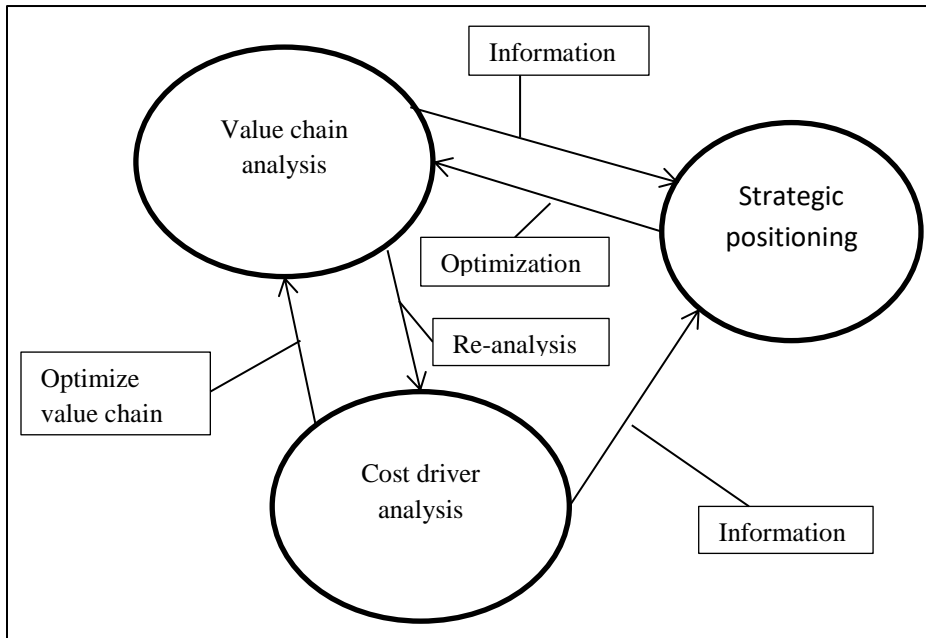 Information
Value chain
analysis
Strategic
positioning
Optimization
Re-analysis
Optimize
value chain
Cost driver
analysis
Information